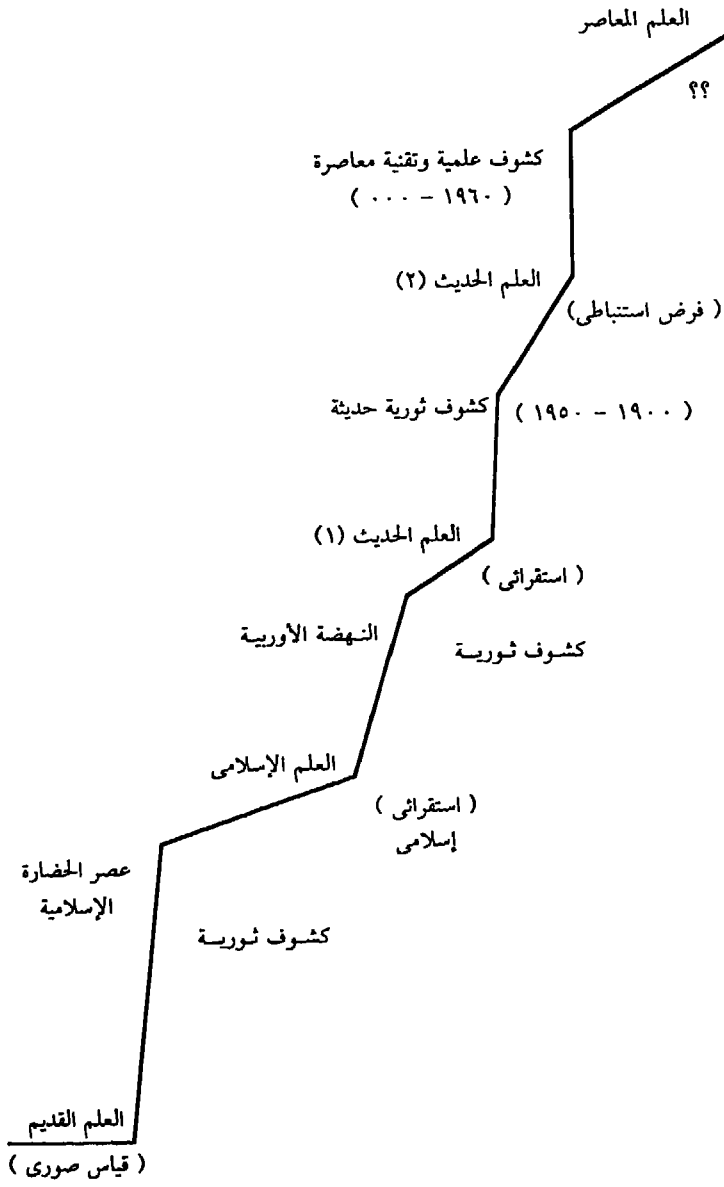 العلم المعاصر
؟؟
كشوف علمية وتقنية معاصرة
( ١٩٦٠ – ٠٠٠ )
العلم الحديث (٢)
( فرض استنباطى)
كشوف ثورية حديثة
( ١٩٠٠ – ١٩٥٠ )
العلم الحديث (١)
( استقرائى )
النهضة الأوربية
كشوف ثورية
العلم الإسلامى
( استقرائى )
إسلامى
عصر الحضارة
الإسلامية
كشوف ثورية
العلم القديم
( قياس صورى )